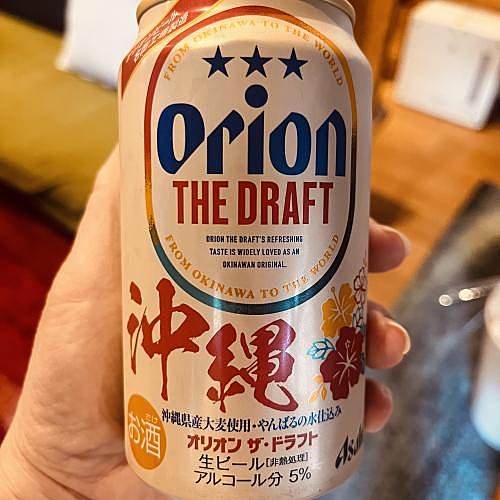 FROM OKINAWA TO THE WORLD
Orion
THE DRAFT
ORION THE DRAFT'S REFRESHING
TASTE IS WIDELY LOVED AS AN
OKINAWAN ORIGINAL.
FROM OKINAWA TO THE WORLD
沖縄
お酒
沖縄県産大麦使用・やんばるの水仕込み
オリオン ザ・ドラフト
生ビール[非熱処理]
アルコール分 5%